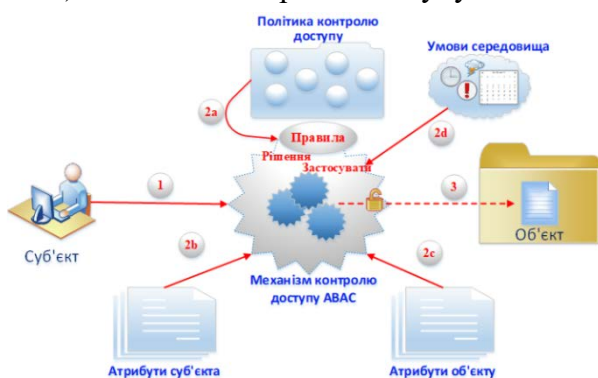 Політика контролю
доступу
Умови середовища
2a
Правила
2d
Рішення
Застосувати
1
3
Суб'єкт
Об'єкт
2b
2c
Механізм контролю
доступу ABAC
Атрибути суб'єкта
Атрибути об'єкту